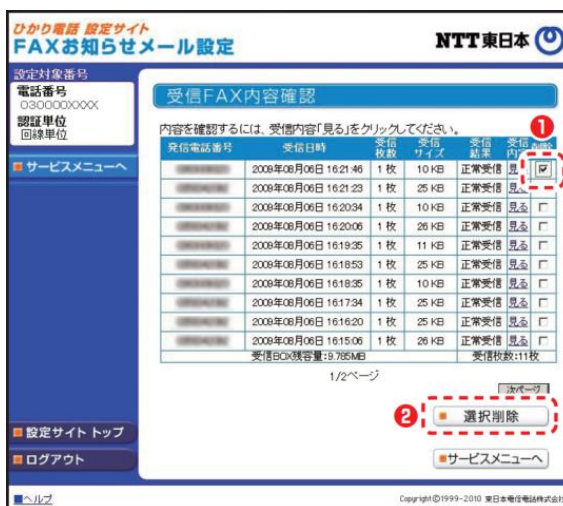 ひかり電話 設定サイト
FAXお知らせメール設定
NTT東日本
設定対象番号
電話番号
030000XXXX
認証単位
回線単位
サービスメニューへ
設定サイト トップ
ログアウト
ヘルプ
受信FAX内容確認
内容を確認するには、受信内容「見る」をクリックしてください。
1
発信電話番号 受信日時 受信枚数 受信サイズ 受信結果 受信内容 削除
2009年08月06日 16:21:46 1 枚 10 KB 正常受信 見る
2009年08月06日 16:21:23 1 枚 25 KB 正常受信 見る
2009年08月06日 16:20:34 1 枚 10 KB 正常受信 見る
2009年08月06日 16:20:06 1 枚 26 KB 正常受信 見る
2009年08月06日 16:19:35 1 枚 11 KB 正常受信 見る
2009年08月06日 16:18:53 1 枚 25 KB 正常受信 見る
2009年08月06日 16:18:35 1 枚 10 KB 正常受信 見る
2009年08月06日 16:17:34 1 枚 25 KB 正常受信 見る
2009年08月06日 16:16:20 1 枚 25 KB 正常受信 見る
2009年08月06日 16:15:06 1 枚 26 KB 正常受信 見る
受信BOX残容量:9.785MB 受信枚数:11枚
1/2ページ
次ページ
2
選択削除
サービスメニューへ
Copyright©1999-2010 東日本電信電話株式会社